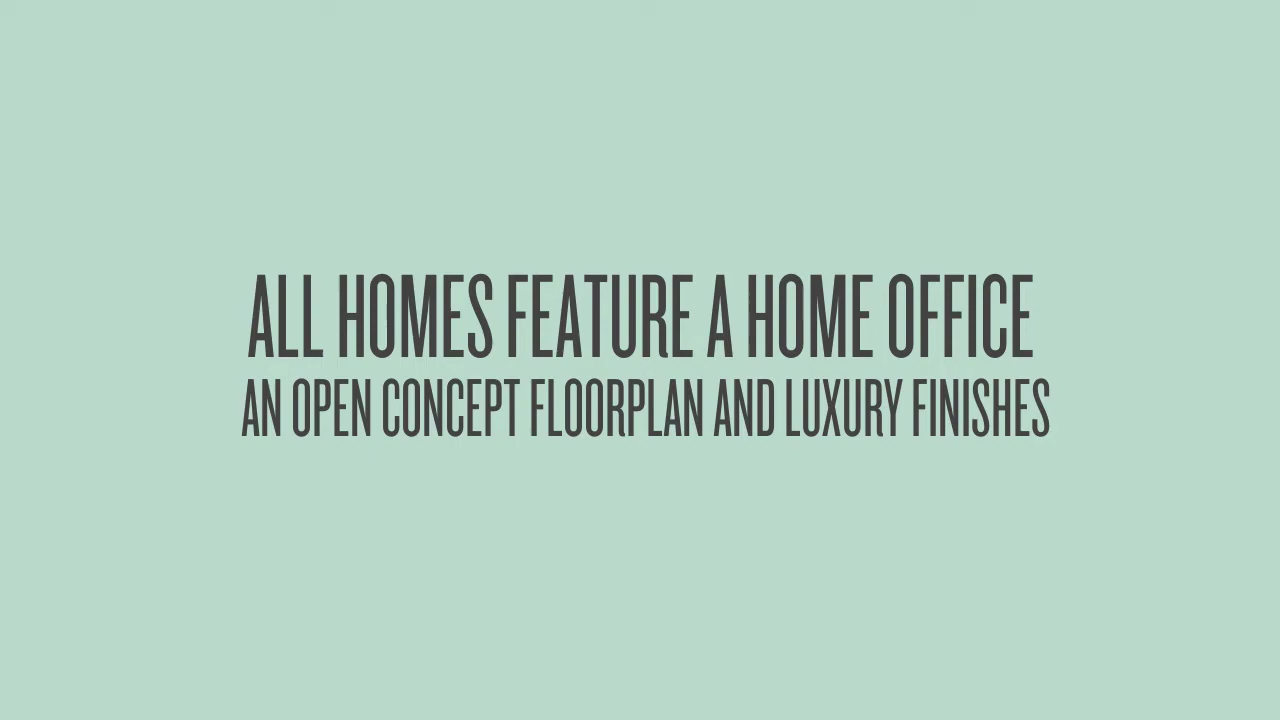 ALL HOMES FEATURE A HOME OFFICE
AN OPEN CONCEPT FLOORPLAN AND LUXURY FINISHES